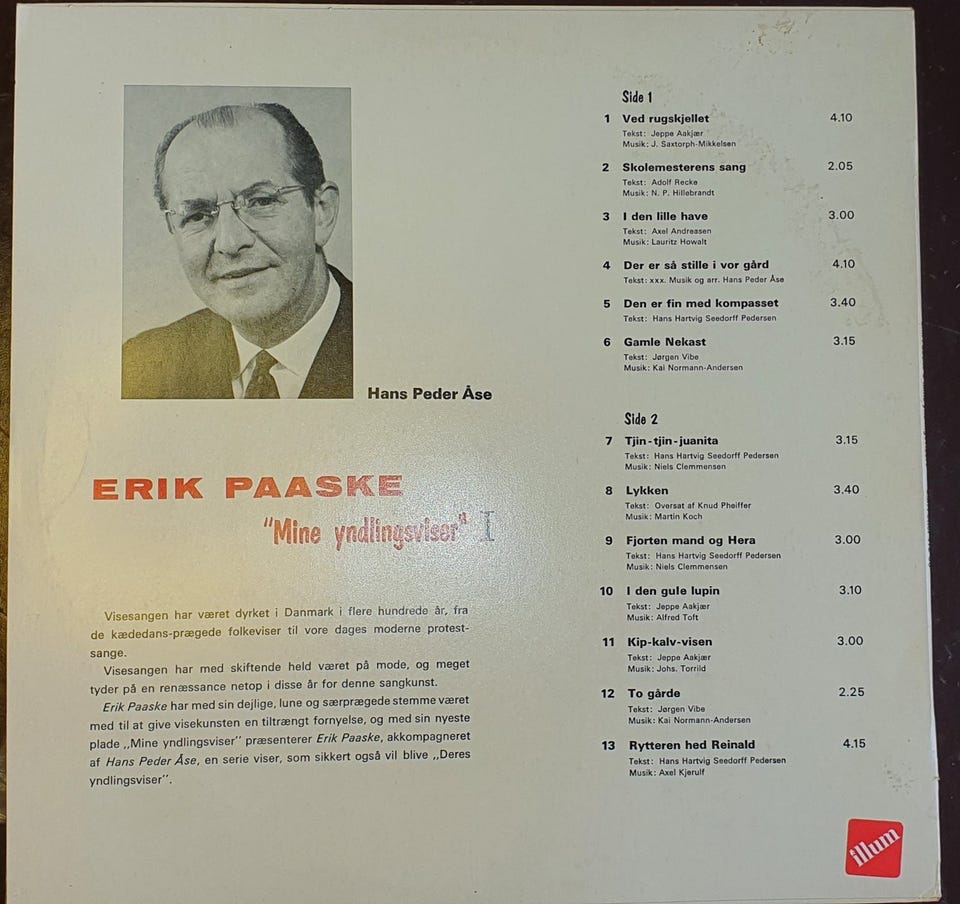 Hans Peder Åse
ERIK PAASKE
"Mine yndlingsviser" I
Visesangen har været dyrket i Danmark i flere hundrede år, fra
de kædedans-prægede folkeviser til vore dages moderne protest-
sange.
Visesangen har med skiftende held været på mode, og meget
tyder på en renæssance netop i disse år for denne sangkunst.
Erik Paaske har med sin dejlige, lune og særprægede stemme været
med til at give visekunsten en tiltrængt fornyelse, og med sin nyeste
plade „Mine yndlingsviser" præsenterer Erik Paaske, akkompagneret
af Hans Peder Åse, en serie viser, som sikkert også vil blive „Deres
yndlingsviser".
Side 1
1 Ved rugskjellet 4.10
Tekst: Jeppe Aakjær
Musik: J. Saxtorph-Mikkelsen
2 Skolemesterens sang 2.05
Tekst: Adolf Recke
Musik: N. P. Hillebrandt
3 I den lille have 3.00
Tekst: Axel Andreasen
Musik: Lauritz Howalt
4 Der er så stille i vor gård 4.10
Tekst: xxx. Musik og arr. Hans Peder Åse
5 Den er fin med kompasset 3.40
Tekst: Hans Hartvig Seedorff Pedersen
6 Gamle Nekast 3.15
Tekst: Jørgen Vibe
Musik: Kai Normann-Andersen
Side 2
7 Tjin-tjin-juanita 3.15
Tekst: Hans Hartvig Seedorff Pedersen
Musik: Niels Clemmensen
8 Lykken 3.40
Tekst: Oversat af Knud Pheiffer
Musik: Martin Koch
9 Fjorten mand og Hera 3.00
Tekst: Hans Hartvig Seedorff Pedersen
Musik: Niels Clemmensen
10 I den gule lupin 3.10
Tekst: Jeppe Aakjær
Musik: Alfred Toft
11 Kip-kalv-visen 3.00
Tekst: Jeppe Aakjær
Musik: Johs. Torrild
12 To gårde 2.25
Tekst: Jørgen Vibe
Musik: Kai Normann-Andersen
13 Rytteren hed Reinald 4.15
Tekst: Hans Hartvig Seedorff Pedersen
Musik: Axel Kjerulf
illum